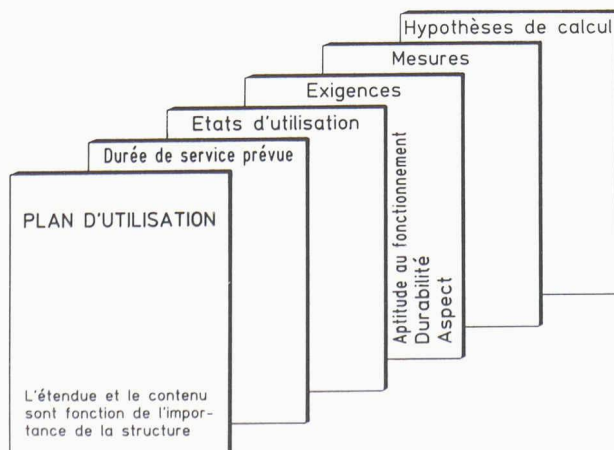 Hypothèses de calcul
Mesures
Exigences
Etats d'utilisation
Durée de service prévue
PLAN D'UTILISATION
Aptitude au fonctionnement
Durabilité
Aspect
L'étendue et le contenu
sont fonction de l'impor-
tance de la structure